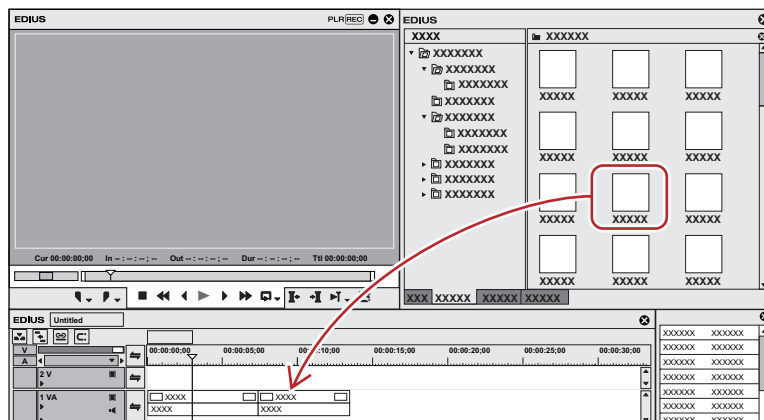 EDIUS PLR REC
EDIUS
XXXX
XXXXXX
XXXXXXX
XXXXXXX
XXXXXXX
XXXXXXX
XXXXXXX
XXXXXXX
XXXXXXX
XXXXXXX
XXXXXXX
XXXXXXX
XXXXX XXXXX XXXXX
XXXXX XXXXX XXXXX
XXXXX XXXXX XXXXX
XXXXX XXXXX XXXXX
XXX XXXXX XXXXX XXXXX
Cur 00:00:00;00 In -- : -- : -- ; -- Out -- : -- : -- ; -- Dur -- : -- : -- ; -- Ttl 00:00:00;00
EDIUS Untitled
V
A
00:00:00;00 00:00:05;00 00:00:10;00 00:00:15;00 00:00:20;00 00:00:25;00 00:00:30;00
2 V
1 VA
XXXX XXXX
XXXX XXXX
XXXXXX XXXXXX
XXXXXX XXXXXX
XXXXXX XXXXXX
XXXXXX XXXXXX
XXXXXX XXXXXX
XXXXXX XXXXXX
XXXXXX XXXXXX